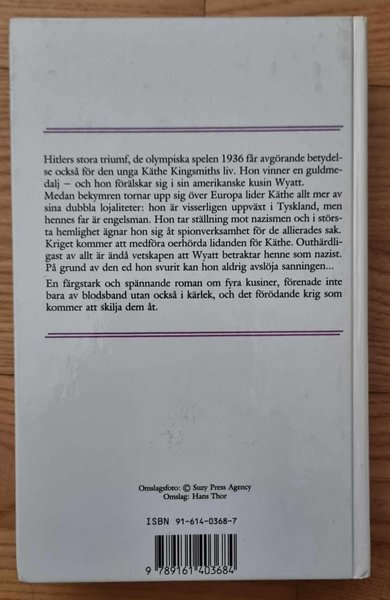 Hitlers stora triumf, de olympiska spelen 1936 får avgörande betydel-
se också för den unga Käthe Kingsmiths liv. Hon vinner en guldme-
dalj – och hon förälskar sig i sin amerikanske kusin Wyatt.
Medan bekymren tornar upp sig över Europa lider Käthe allt mer av
sina dubbla lojaliteter: hon är visserligen uppväxt i Tyskland, men
hennes far är engelsman. Hon tar ställning mot nazismen och i störs-
ta hemlighet ägnar hon sig åt spionverksamhet för de allierades sak.
Kriget kommer att medföra oerhörda lidanden för Käthe. Outhärdli-
gast av allt är ändå vetskapen att Wyatt betraktar henne som nazist.
På grund av den ed hon svurit kan hon aldrig avslöja sanningen...
En färgstark och spännande roman om fyra kusiner, förenade inte
bara av blodsband utan också i kärlek, och det förödande krig som
kommer att skilja dem åt.
Omslagsfoto: © Suzy Press Agency
Omslag: Hans Thor
ISBN 91-614-0368-7
9 789161 403684